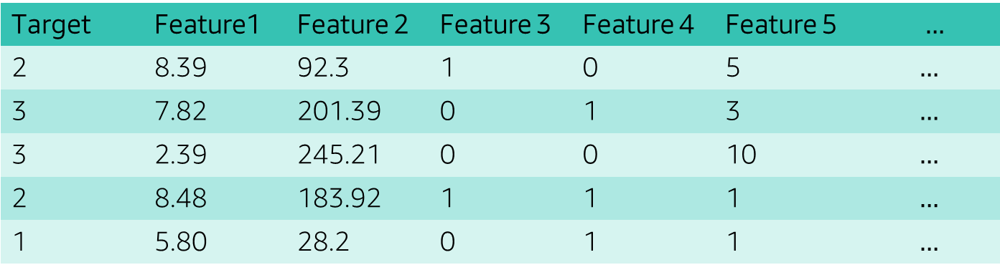 Target Feature1 Feature 2 Feature 3 Feature 4 Feature 5 ...
2 8.39 92.3 1 0 5 ...
3 7.82 201.39 0 1 3 ...
3 2.39 245.21 0 0 10 ...
2 8.48 183.92 1 1 1 ...
1 5.80 28.2 0 1 1 ...